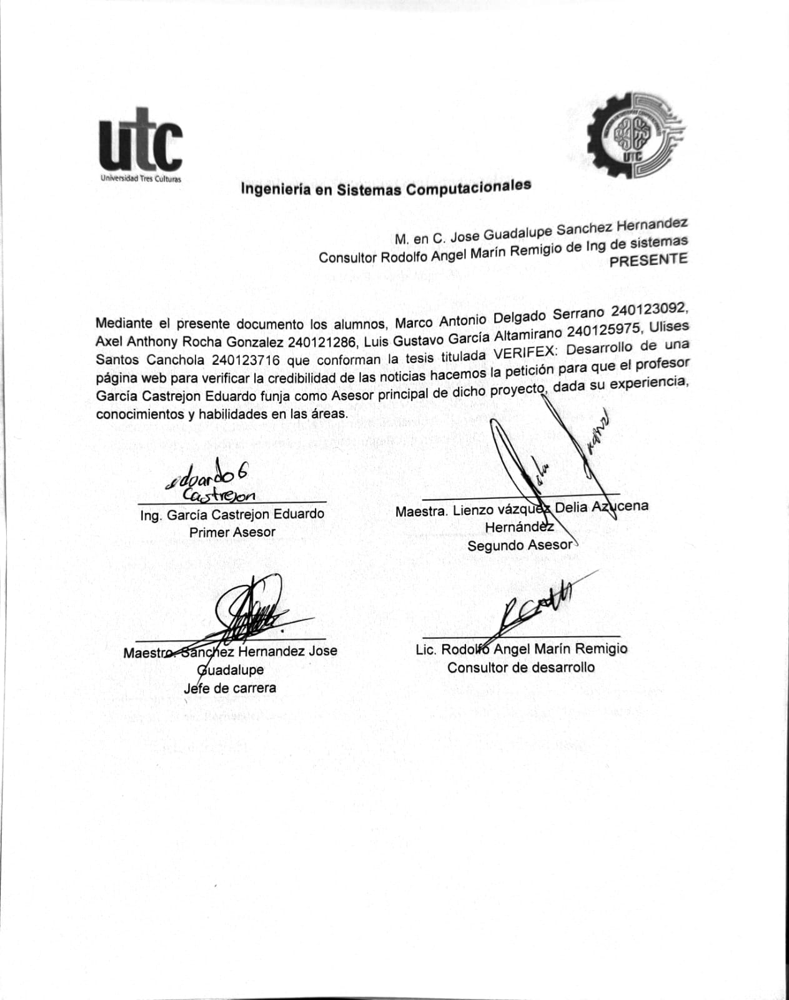 utc
Universidad Tres Culturas
UTC
Ingeniería en Sistemas Computacionales
M. en C. Jose Guadalupe Sanchez Hernandez
Consultor Rodolfo Angel Marín Remigio de Ing de sistemas
PRESENTE
Mediante el presente documento los alumnos, Marco Antonio Delgado Serrano 240123092,
Axel Anthony Rocha Gonzalez 240121286, Luis Gustavo García Altamirano 240125975, Ulises
Santos Canchola 240123716 que conforman la tesis titulada VERIFEX: Desarrollo de una
página web para verificar la credibilidad de las noticias hacemos la petición para que el profesor
García Castrejon Eduardo funja como Asesor principal de dicho proyecto, dada su experiencia,
conocimientos y habilidades en las áreas.
eduardo G
Castrejon
Ing. García Castrejon Eduardo
Primer Asesor
Maestra. Lienzo vázquez Delia Azucena
Hernández
Segundo Asesor
Maestro. Sanchez Hernandez Jose
Guadalupe
Jefe de carrera
Lic. Rodolfo Angel Marín Remigio
Consultor de desarrollo